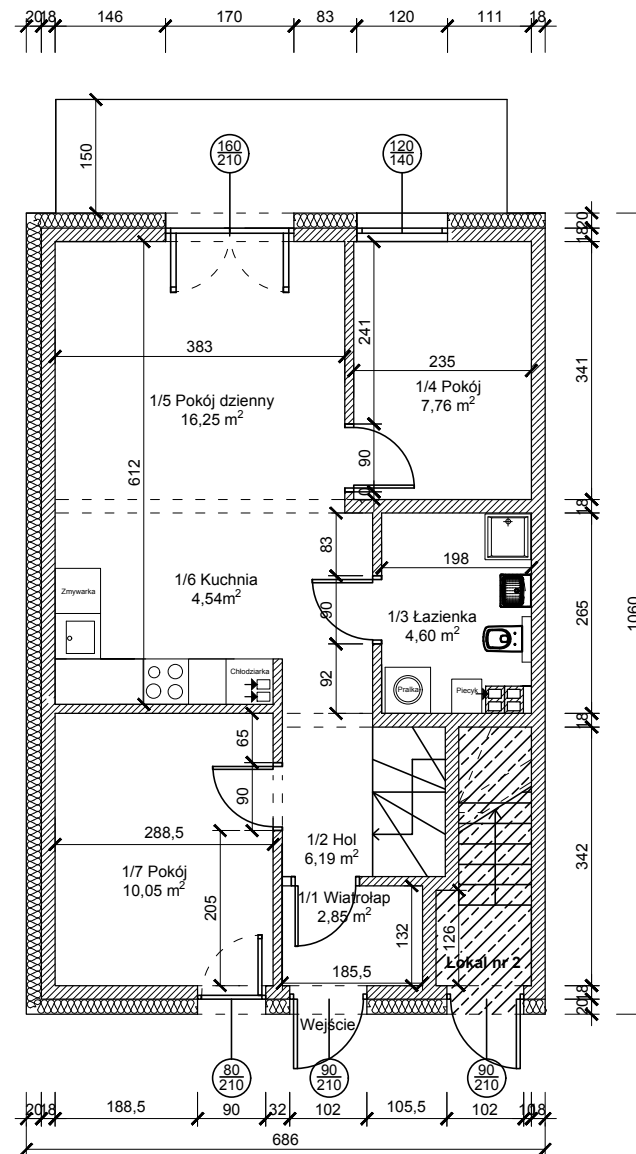 20 18 146 170 83 120 111 18
150
160
210
120
140
20
18
383
241
235
341
1/5 Pokój dzienny
16,25 m²
1/4 Pokój
7,76 m²
612
90
18
83
198
1/6 Kuchnia
4,54m²
Zmywarka
1/3 Łazienka
4,60 m²
90
265
1060
Chłodziarka
92
Pralka
Piecyk
18
65
90
288,5
1/2 Hol
6,19 m²
342
1/7 Pokój
10,05 m²
205
1/1 Wiatrołap
2,85 m²
132
126
Lokal nr 2
185,5
18
20
Wejście
80
210
90
210
90
210
20 18 188,5 90 32 102 105,5 102 10 18
686